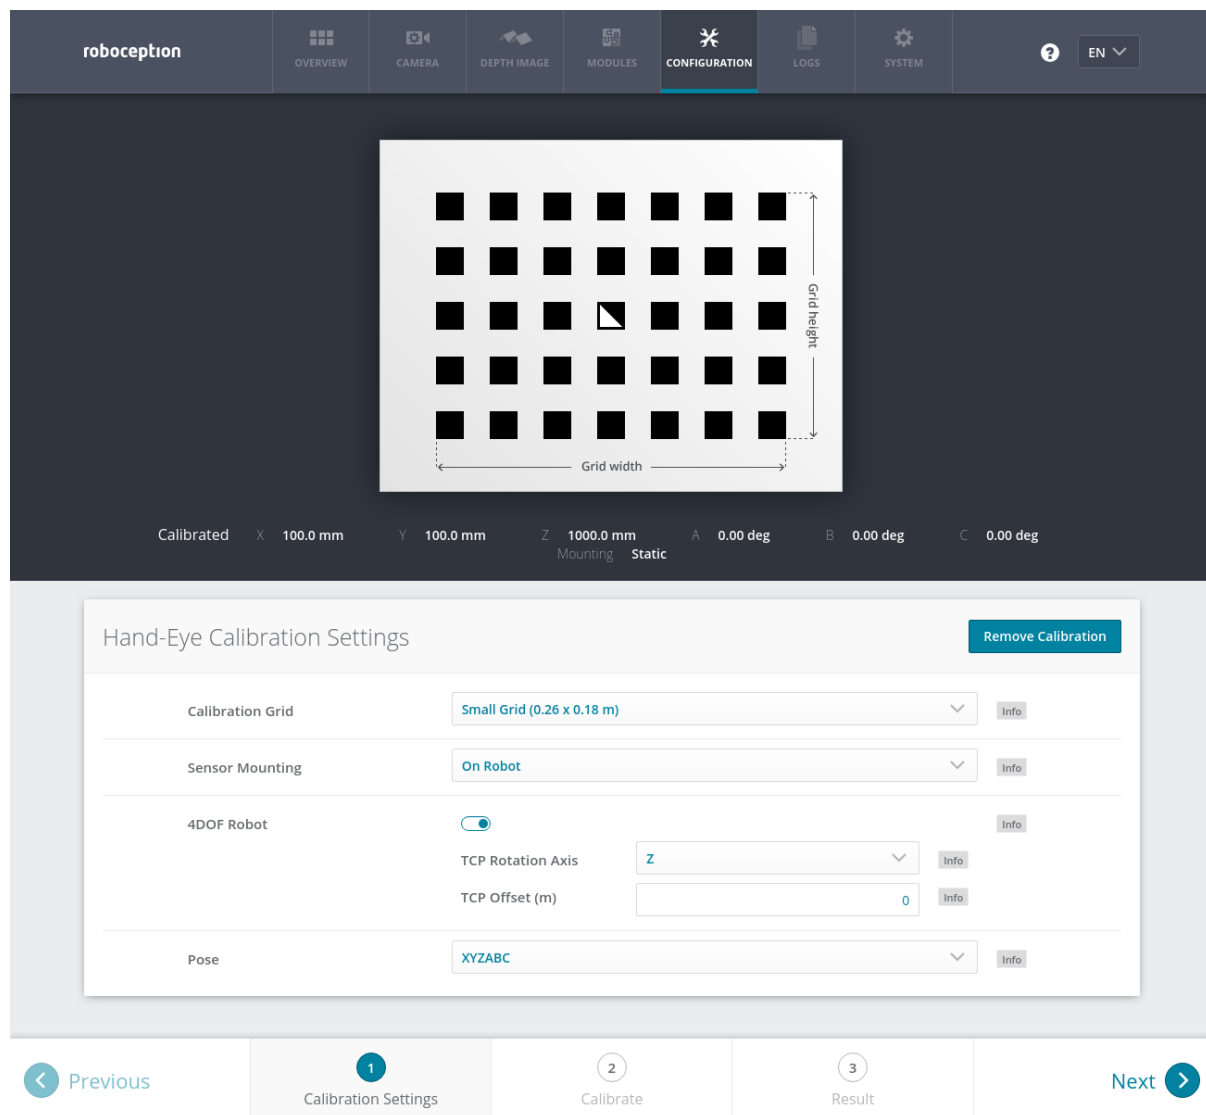 roboception
OVERVIEW
CAMERA
DEPTH IMAGE
MODULES
CONFIGURATION
LOGS
SYSTEM
?
EN
Grid height
Grid width
Calibrated X 100.0 mm Y 100.0 mm Z 1000.0 mm A 0.00 deg B 0.00 deg C 0.00 deg
Mounting Static
Hand-Eye Calibration Settings
Remove Calibration
Calibration Grid Small Grid (0.26 x 0.18 m) Info
Sensor Mounting On Robot Info
4DOF Robot Info
TCP Rotation Axis Z Info
TCP Offset (m) 0 Info
Pose XYZABC Info
Previous
1
Calibration Settings
2
Calibrate
3
Result
Next